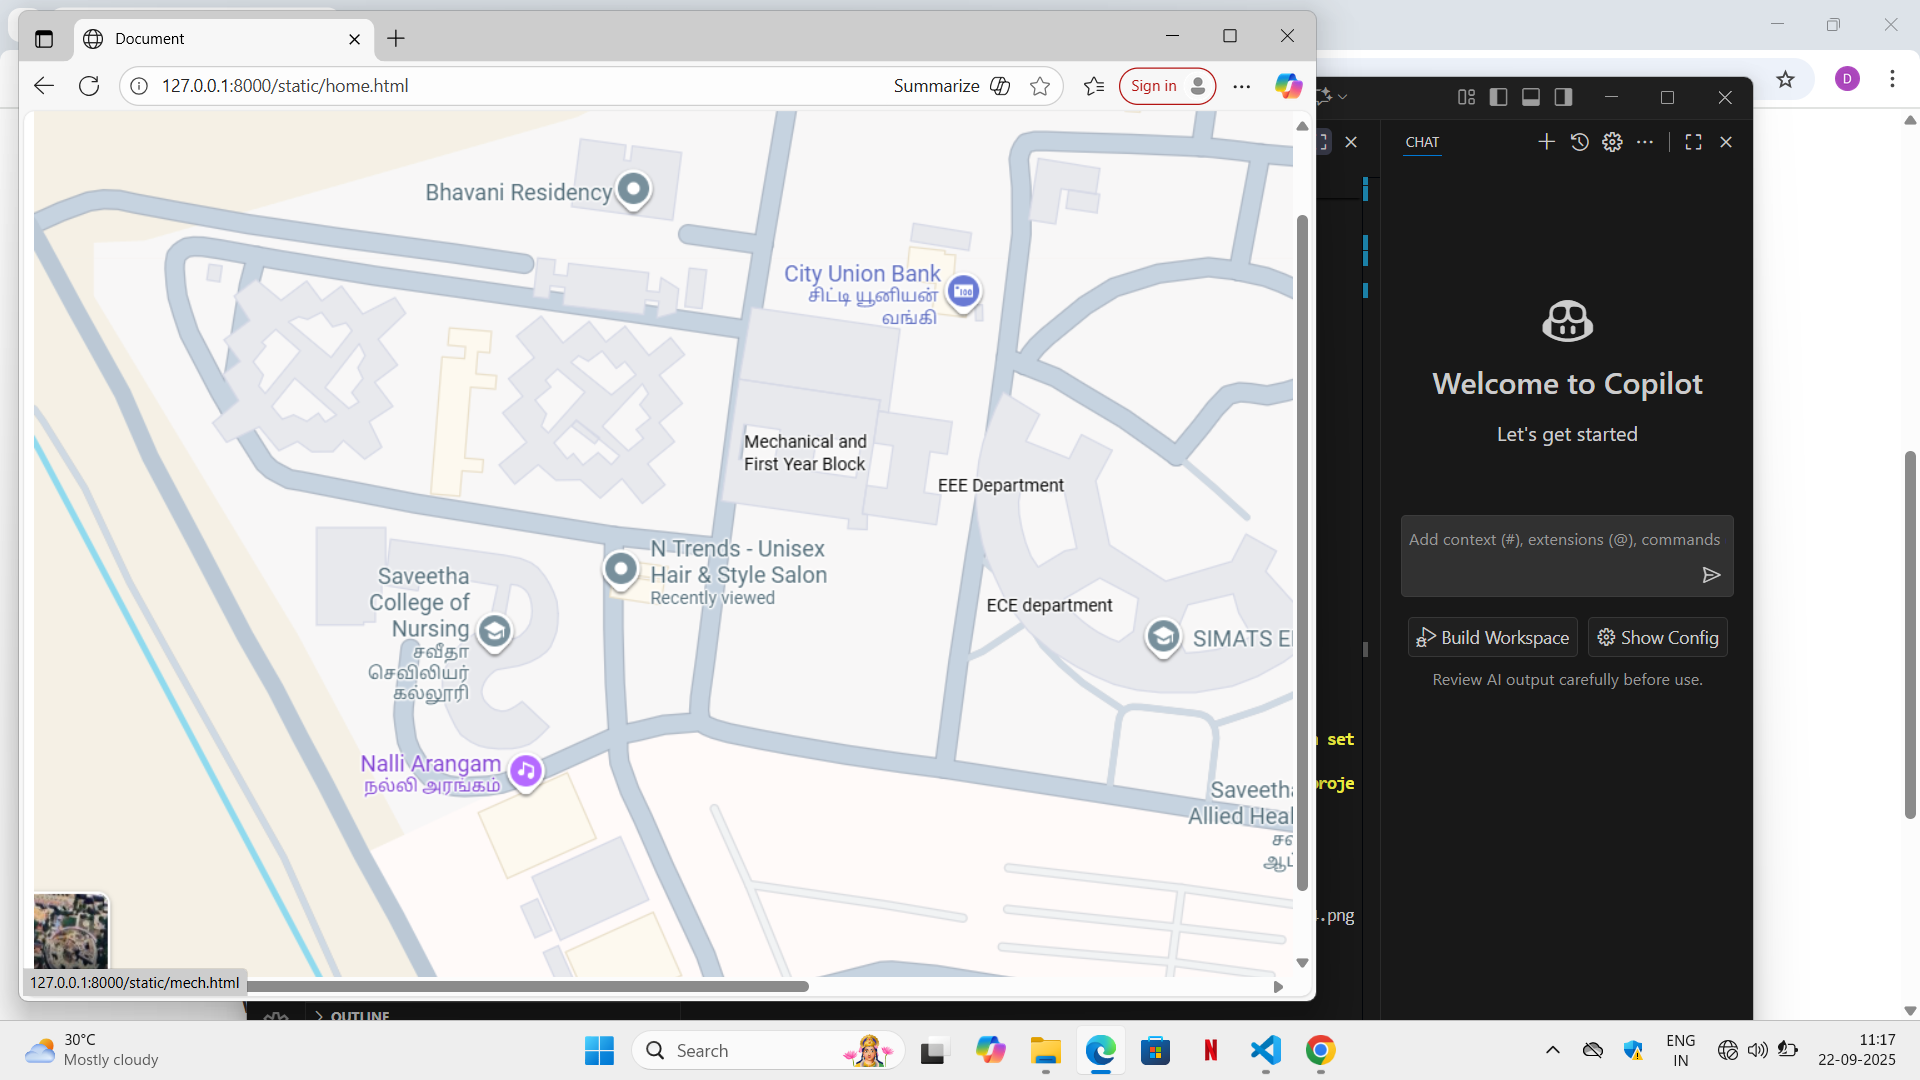 Document
127.0.0.1:8000/static/home.html
Summarize
Sign in
D
Bhavani Residency
City Union Bank
சிட்டி யூனியன்
வங்கி
100
Mechanical and
First Year Block
EEE Department
N Trends - Unisex
Hair & Style Salon
Recently viewed
Saveetha
College of
Nursing
சவீதா
செவிலியர்
கல்லூரி
ECE department
SIMATS E
Nalli Arangam
நல்லி அரங்கம்
Saveetha
Allied Heal
127.0.0.1:8000/static/mech.html
CHAT
Welcome to Copilot
Let's get started
Add context (#), extensions (@), commands
Build Workspace
Show Config
Review AI output carefully before use.
set
proje
.png
OUTLINE
30°C
Mostly cloudy
Search
N
ENG
IN
11:17
22-09-2025